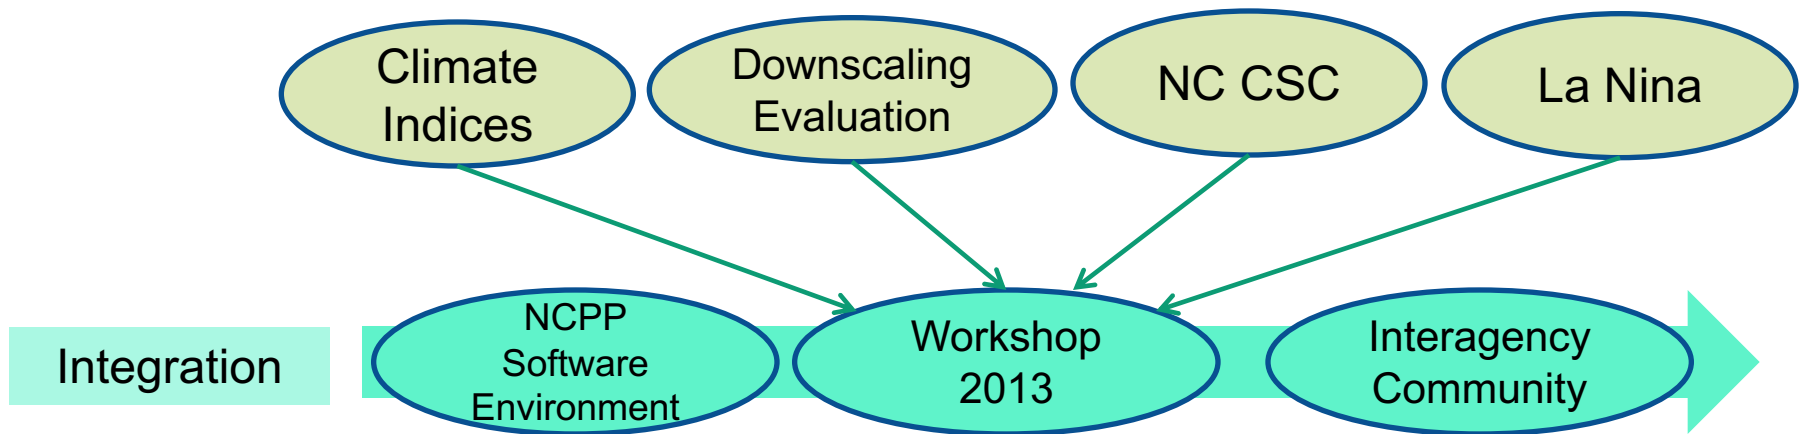 Climate
Indices
Downscaling
Evaluation
NC CSC
La Nina
Integration
NCPP
Software
Environment
Workshop
2013
Interagency
Community